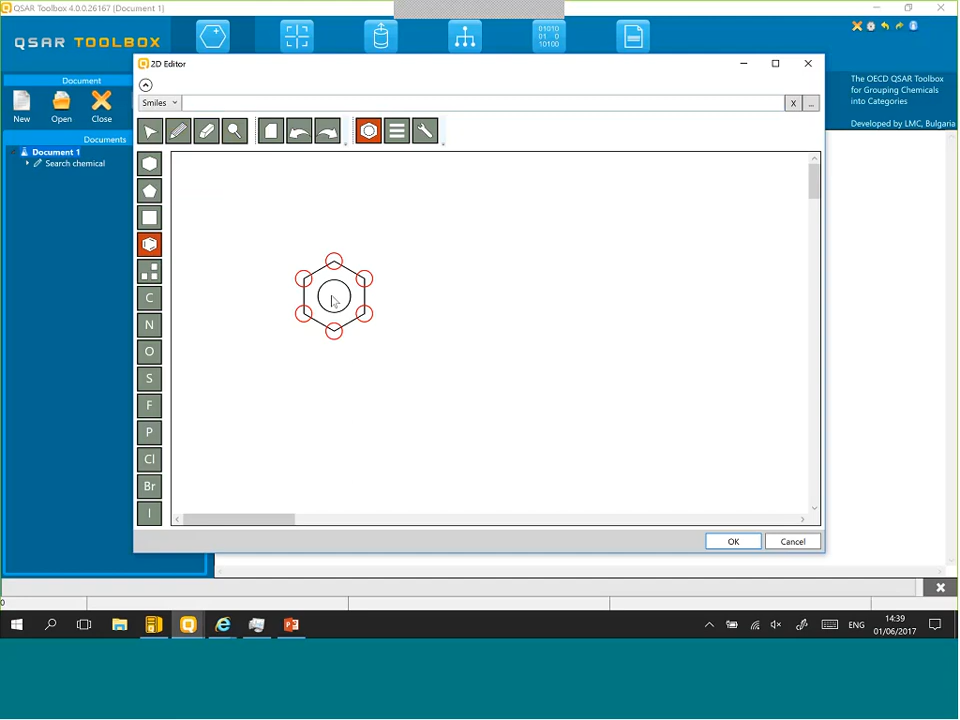 QSAR Toolbox 4.0.0.26167 [Document 1]
QSAR TOOLBOX
01010
01 0
10100
The OECD QSAR Toolbox
for Grouping Chemicals
into Categories
Developed by LMC, Bulgaria
Document
New
Open
Close
Documents
Document 1
Search chemical
2D Editor
Smiles
X
...
C
N
O
S
F
P
Cl
Br
I
OK
Cancel
0
ENG
14:39
01/06/2017